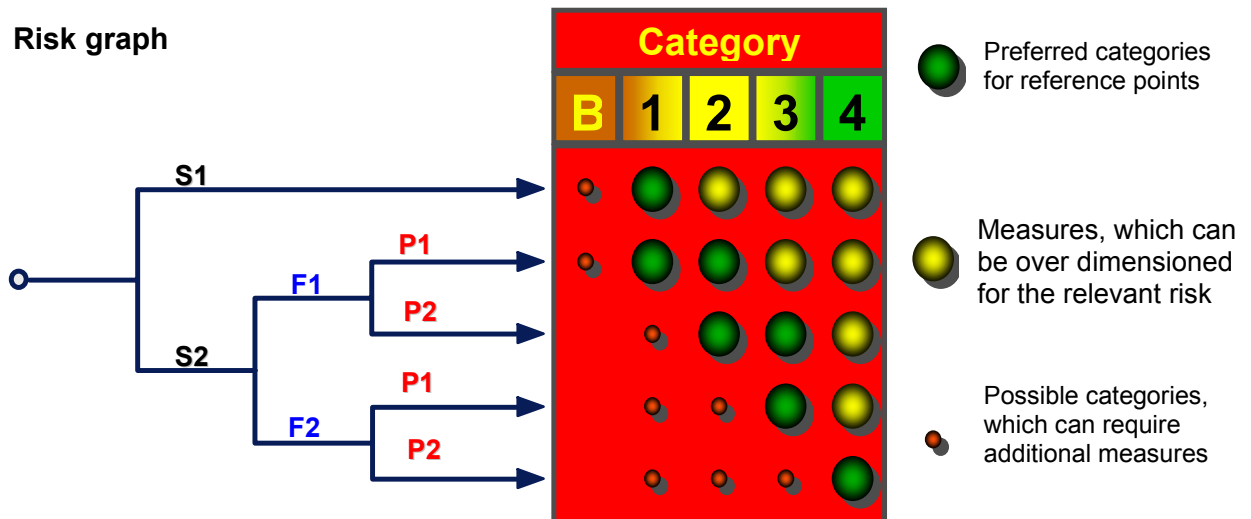 Risk graph
Category
B 1 2 3 4
Preferred categories
for reference points
S1
P1
F1
P2
S2
P1
F2
P2
Measures, which can
be over dimensioned
for the relevant risk
Possible categories,
which can require
additional measures